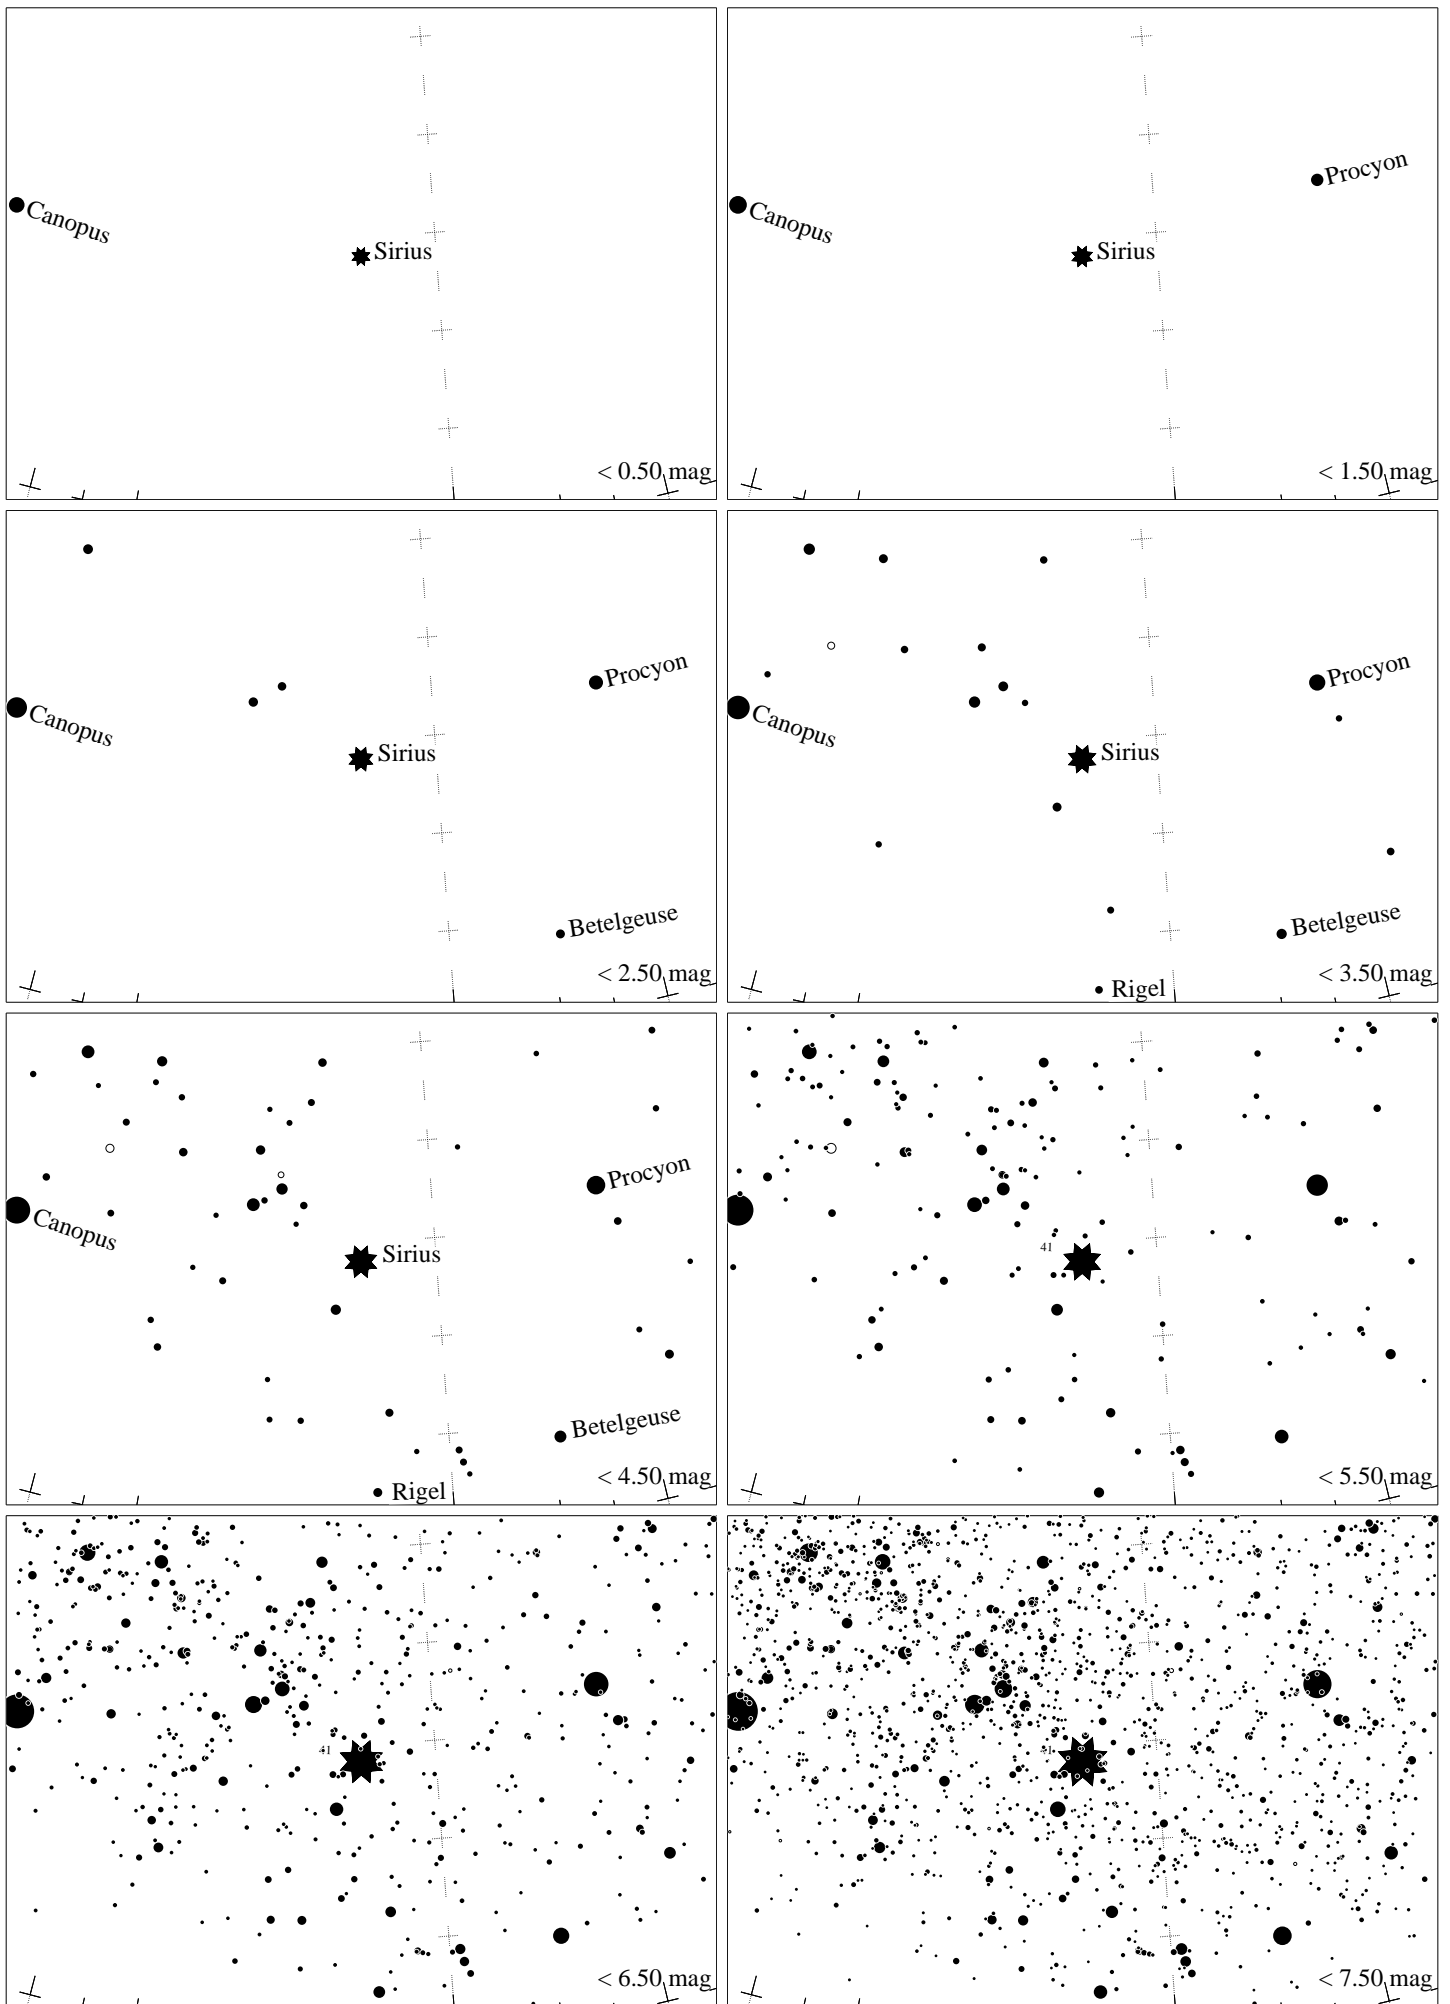 Canopus
Sirius
< 0.50 mag
Procyon
Canopus
Sirius
< 1.50 mag
Procyon
Canopus
Sirius
Betelgeuse
< 2.50 mag
Procyon
Canopus
Sirius
Betelgeuse
< 3.50 mag
Rigel
Procyon
Canopus
Sirius
Betelgeuse
< 4.50 mag
Rigel
41
< 5.50 mag
41
< 6.50 mag
41
< 7.50 mag